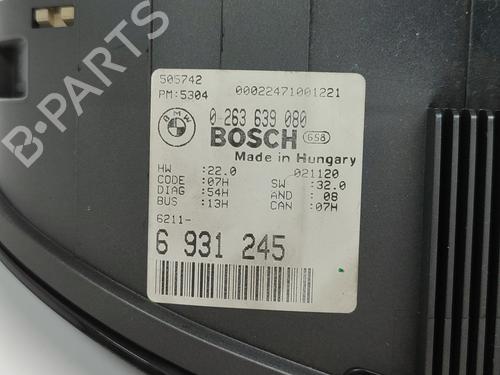 505742
PM:5304 00022471001221
BMW
0 263 639 080
BOSCH 658
Made in Hungary
HW :22.0 021120
CODE :07H SW :32.0
DIAG :54H AND : 08
BUS :13H CAN :07H
6211-
6 931 245
B-PARTS